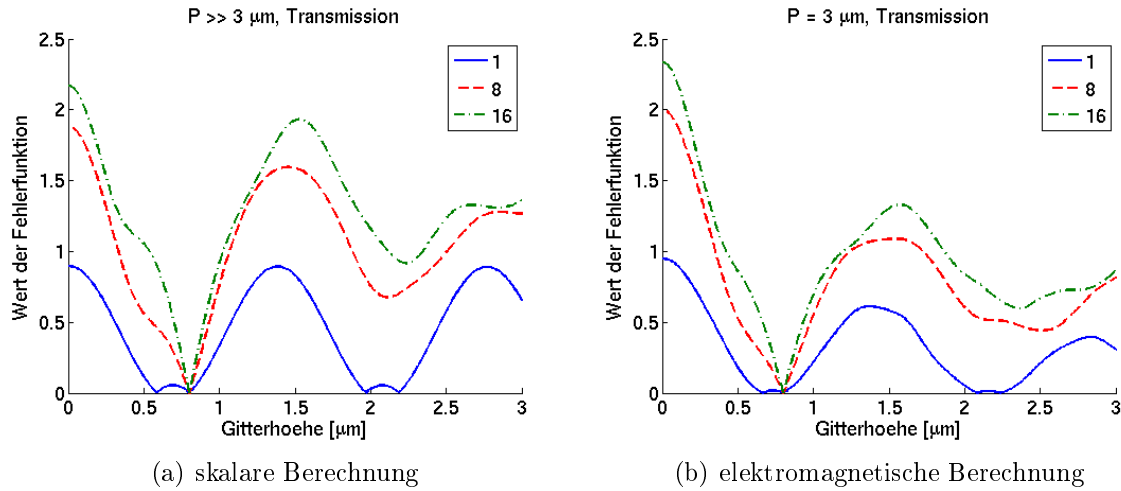 P >> 3 µm, Transmission
2.5
2
1.5
1
0.5
0
Wert der Fehlerfunktion
1
8
16
0 0.5 1 1.5 2 2.5 3
Gitterhoehe [µm]
(a) skalare Berechnung
P = 3 µm, Transmission
2.5
2
1.5
1
0.5
0
Wert der Fehlerfunktion
1
8
16
0 0.5 1 1.5 2 2.5 3
Gitterhoehe [µm]
(b) elektromagnetische Berechnung